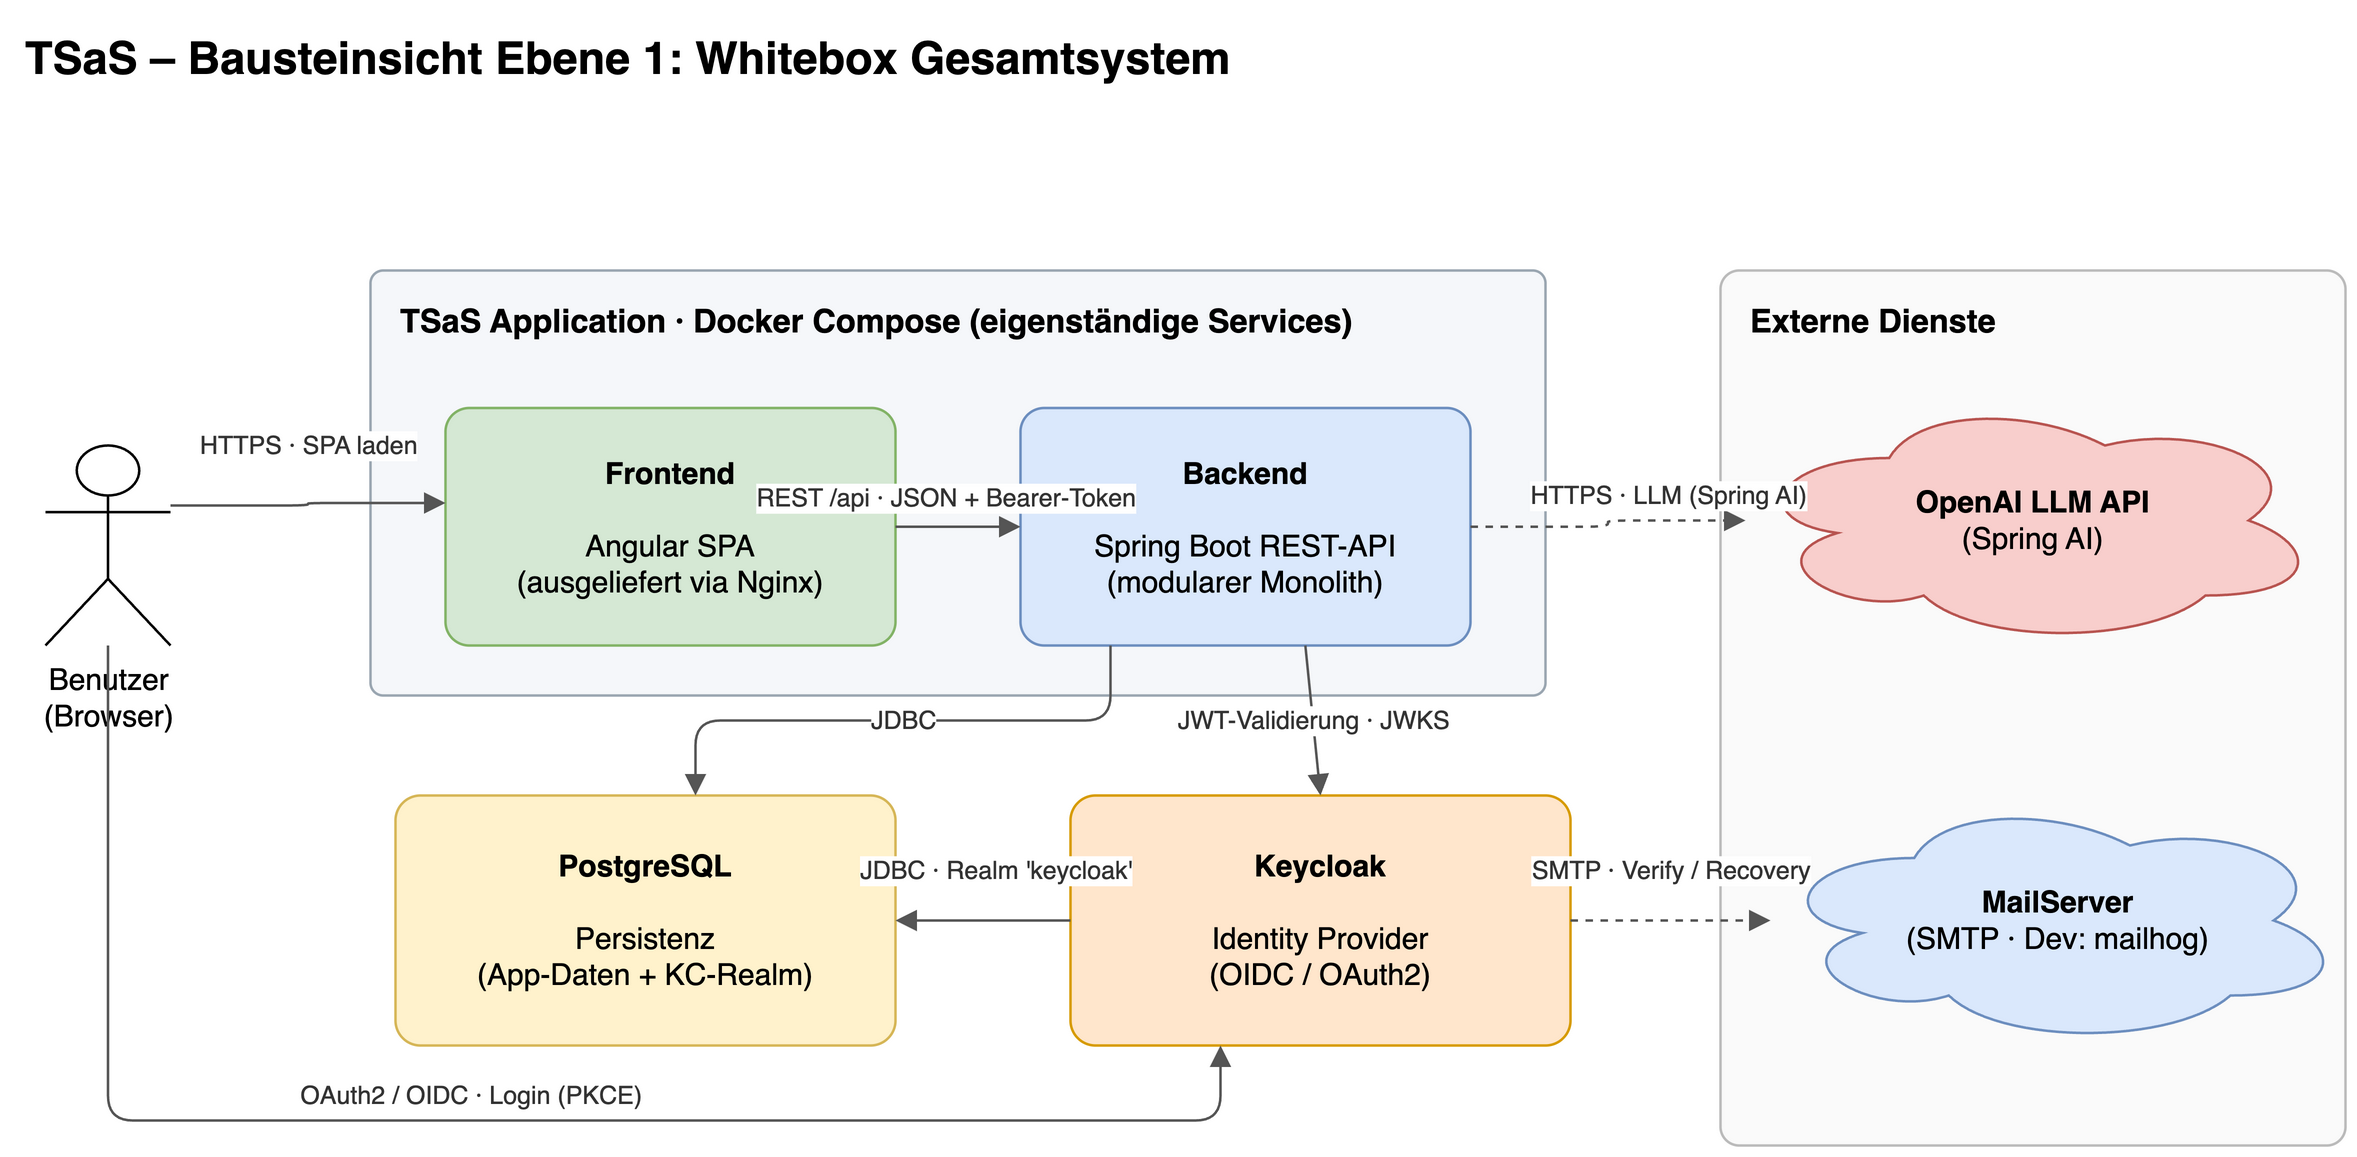 TSaS – Bausteinsicht Ebene 1: Whitebox Gesamtsystem
TSaS Application · Docker Compose (eigenständige Services)
Externe Dienste
HTTPS · SPA laden
Frontend
Angular SPA
(ausgeliefert via Nginx)
REST /api · JSON + Bearer-Token
Backend
Spring Boot REST-API
(modularer Monolith)
HTTPS · LLM (Spring AI)
OpenAI LLM API
(Spring AI)
Benutzer
(Browser)
JDBC
JWT-Validierung · JWKS
PostgreSQL
Persistenz
(App-Daten + KC-Realm)
JDBC · Realm 'keycloak'
Keycloak
Identity Provider
(OIDC / OAuth2)
SMTP · Verify / Recovery
MailServer
(SMTP · Dev: mailhog)
OAuth2 / OIDC · Login (PKCE)